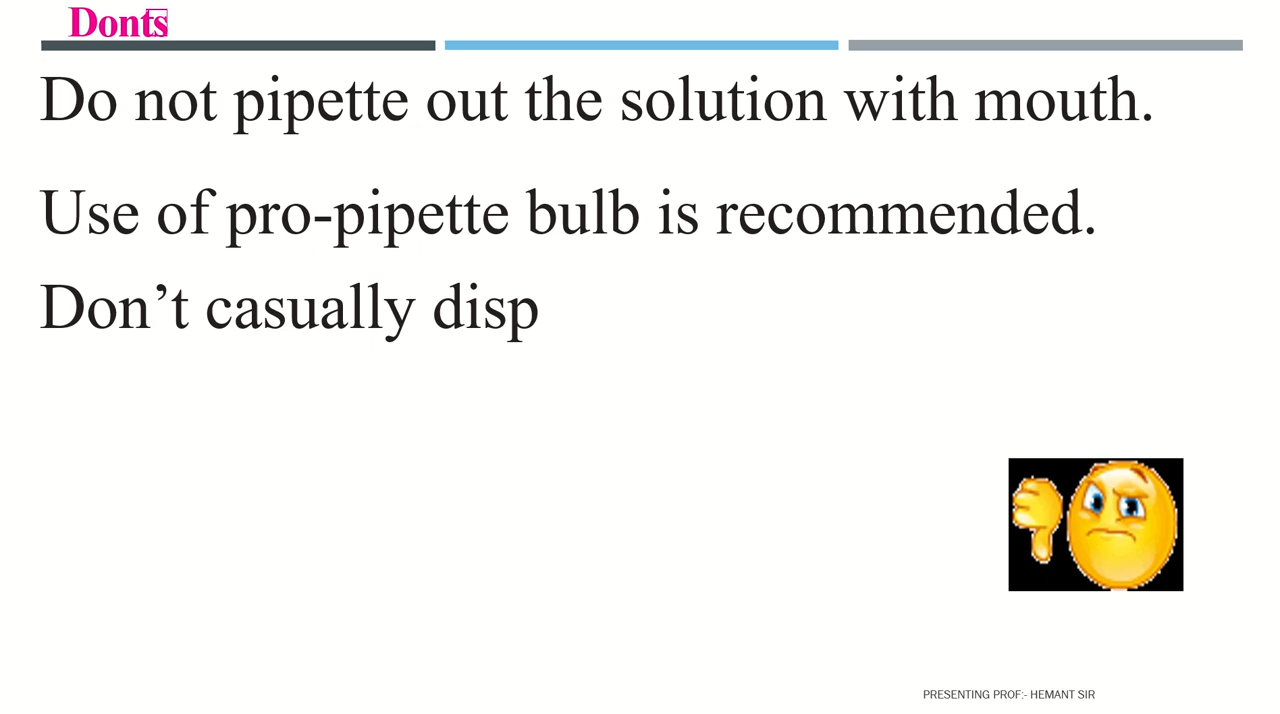 Donts
Do not pipette out the solution with mouth.
Use of pro-pipette bulb is recommended.
Don’t casually disp
PRESENTING PROF:- HEMANT SIR